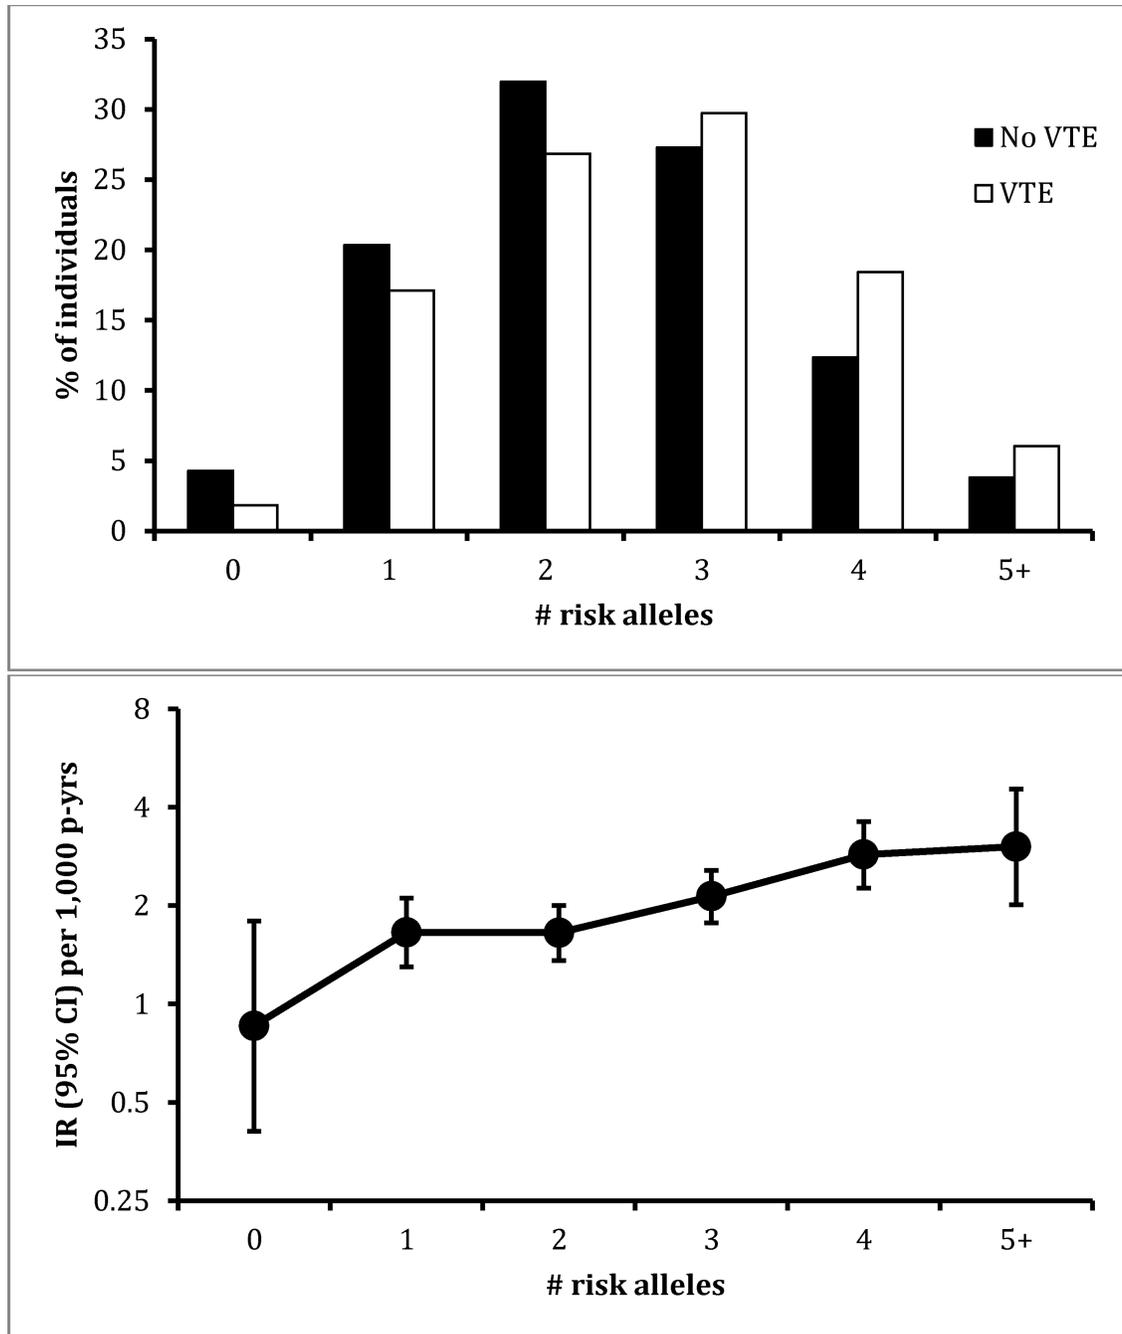 35
30
25
20
15
10
5
0
% of individuals
No VTE
VTE
0 1 2 3 4 5+
# risk alleles
8
4
2
1
0.5
0.25
IR (95% CI) per 1,000 p-yrs
0 1 2 3 4 5+
# risk alleles